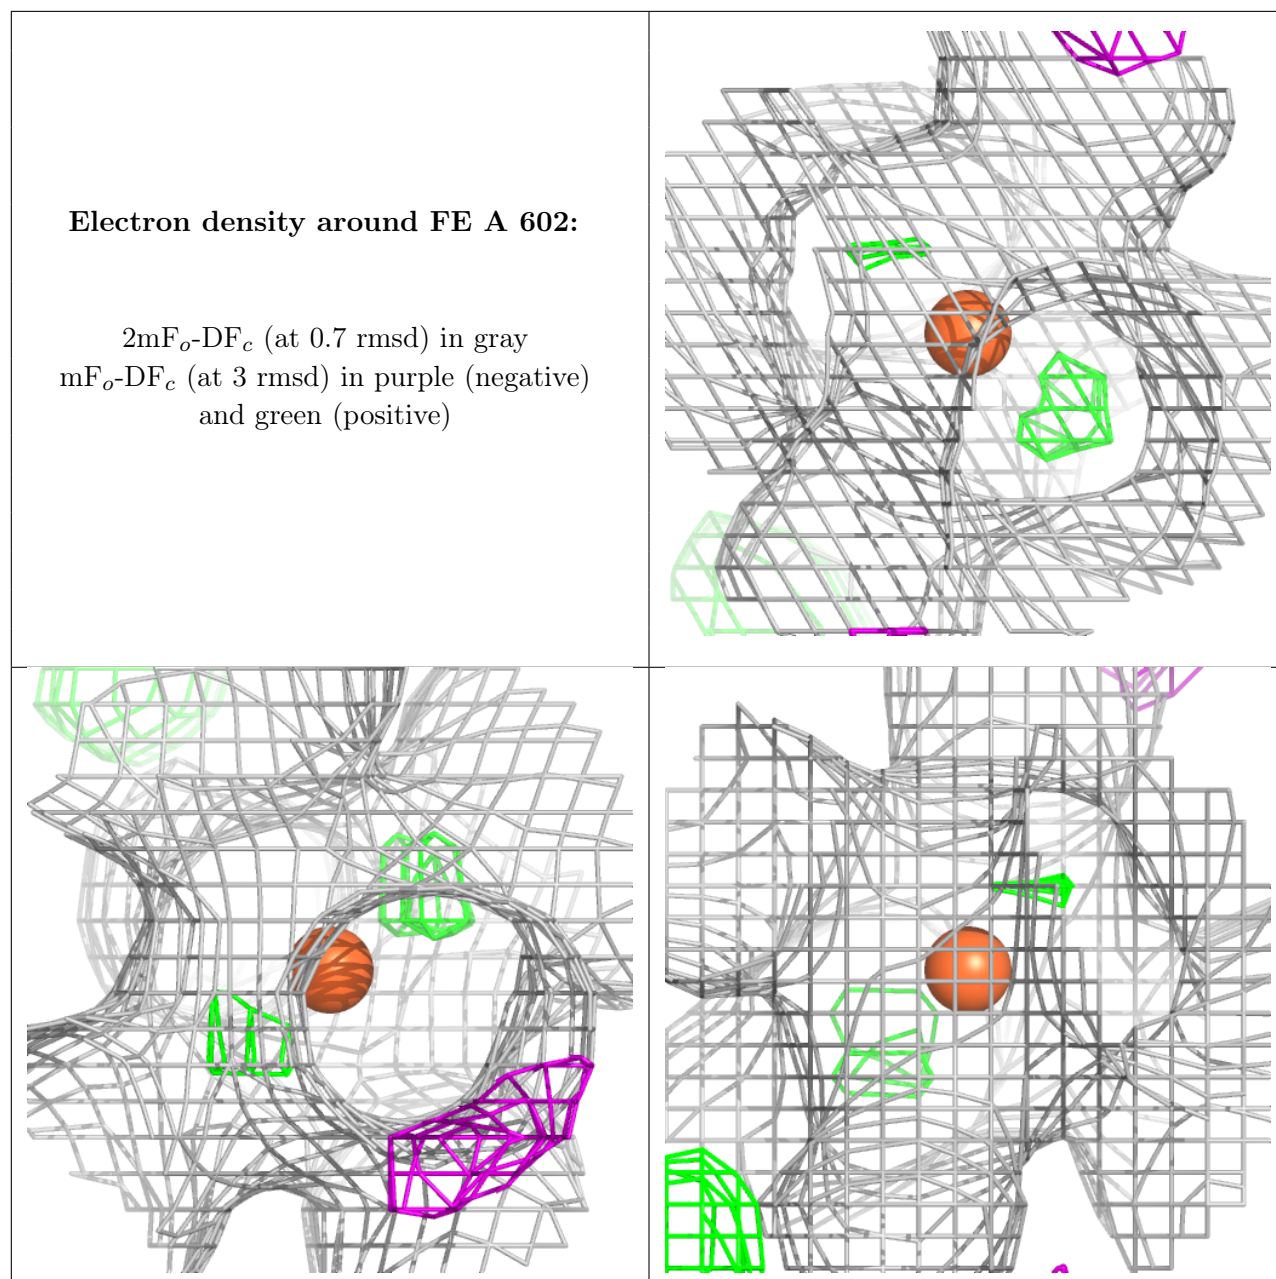 Electron density around FE A 602:
2mFo-DFc (at 0.7 rmsd) in gray
mFo-DFc (at 3 rmsd) in purple (negative)
and green (positive)